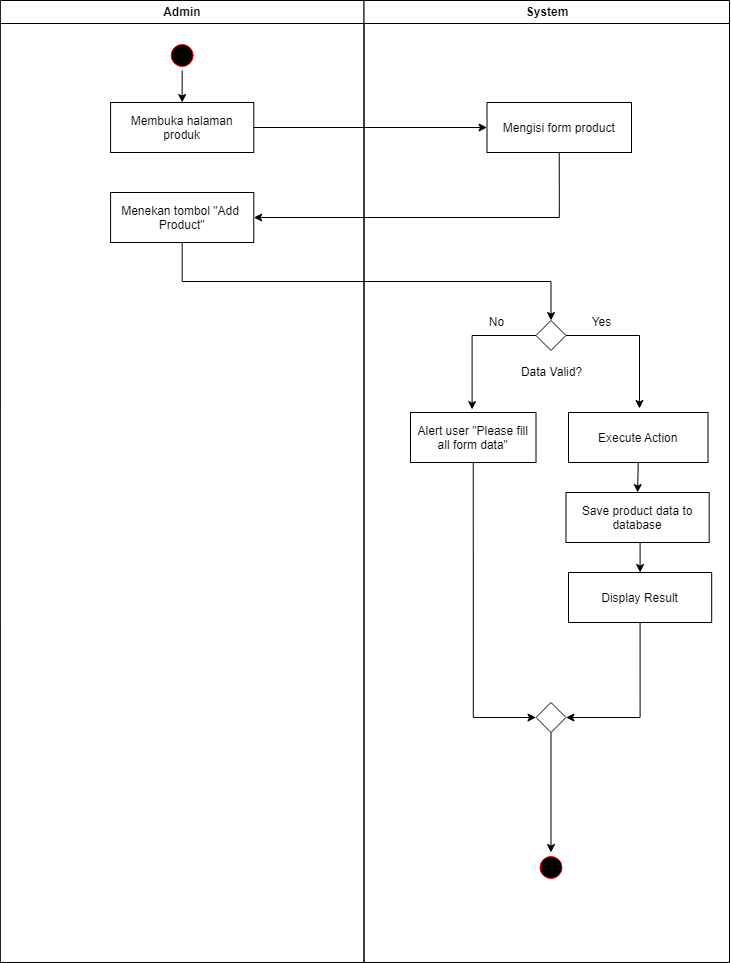 Admin
System
Membuka halaman
produk
Mengisi form product
Menekan tombol "Add
Product"
No
Yes
Data Valid?
Alert user "Please fill
all form data"
Execute Action
Save product data to
database
Display Result